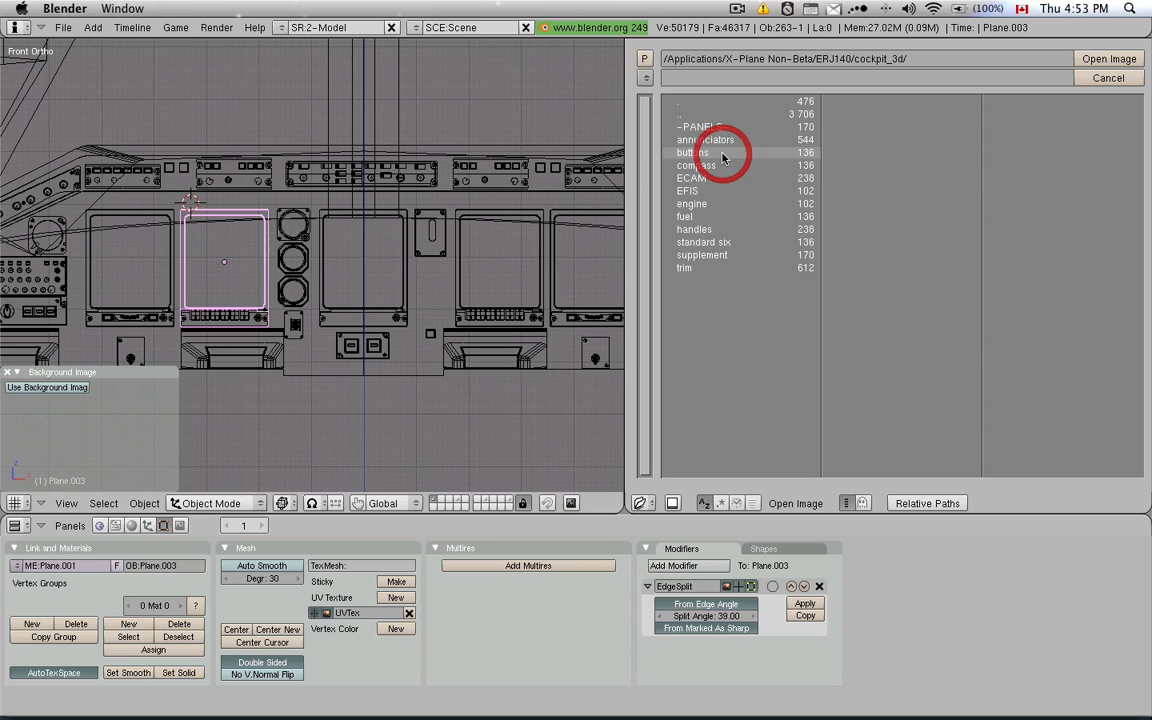 Blender Window (100%) Thu 4:53 PM
File Add Timeline Game Render Help SR:2-Model SCE:Scene www.blender.org 249 Ve:50179 | Fa:46317 | Ob:263-1 | La:0 | Mem:27.02M (0.09M) | Time: | Plane.003
Front Ortho
P /Applications/X-Plane Non-Beta/ERJ140/cockpit_3d/ Open Image
Cancel
. 476
.. 3 706
-PANELS 170
annunciators 544
buttons 136
compass 136
ECAM 238
EFIS 102
engine 102
fuel 136
handles 238
standard six 136
supplement 170
trim 612
Background Image
Use Background Imag
z
x
(1) Plane.003
View Select Object Object Mode Global
Open Image Relative Paths
Panels 1
Link and Materials
ME:Plane.001 F OB:Plane.003
Vertex Groups
0 Mat 0 ?
New Delete New Delete
Copy Group Select Deselect
Assign
AutoTexSpace Set Smooth Set Solid
Mesh
Auto Smooth
Degr: 30
TexMesh:
Sticky Make
UV Texture New
UVTex
Vertex Color New
Center Center New
Center Cursor
Double Sided
No V.Normal Flip
Multires
Add Multires
Modifiers Shapes
Add Modifier To: Plane.003
EdgeSplit
From Edge Angle Apply
Split Angle: 39.00 Copy
From Marked As Sharp